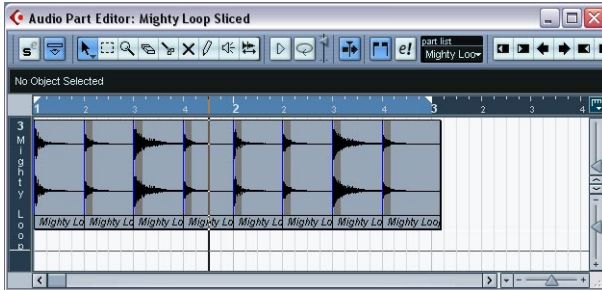 Audio Part Editor: Mighty Loop Sliced
part list
Mighty Loo
No Object Selected
1 2 3 4 2 2 3 4 3 2 3 4
3
Mighty Loop
Mighty Lo Mighty Lo Mighty Lo Mighty Lo Mighty Lo Mighty Lo Mighty Lo Mighty Loo